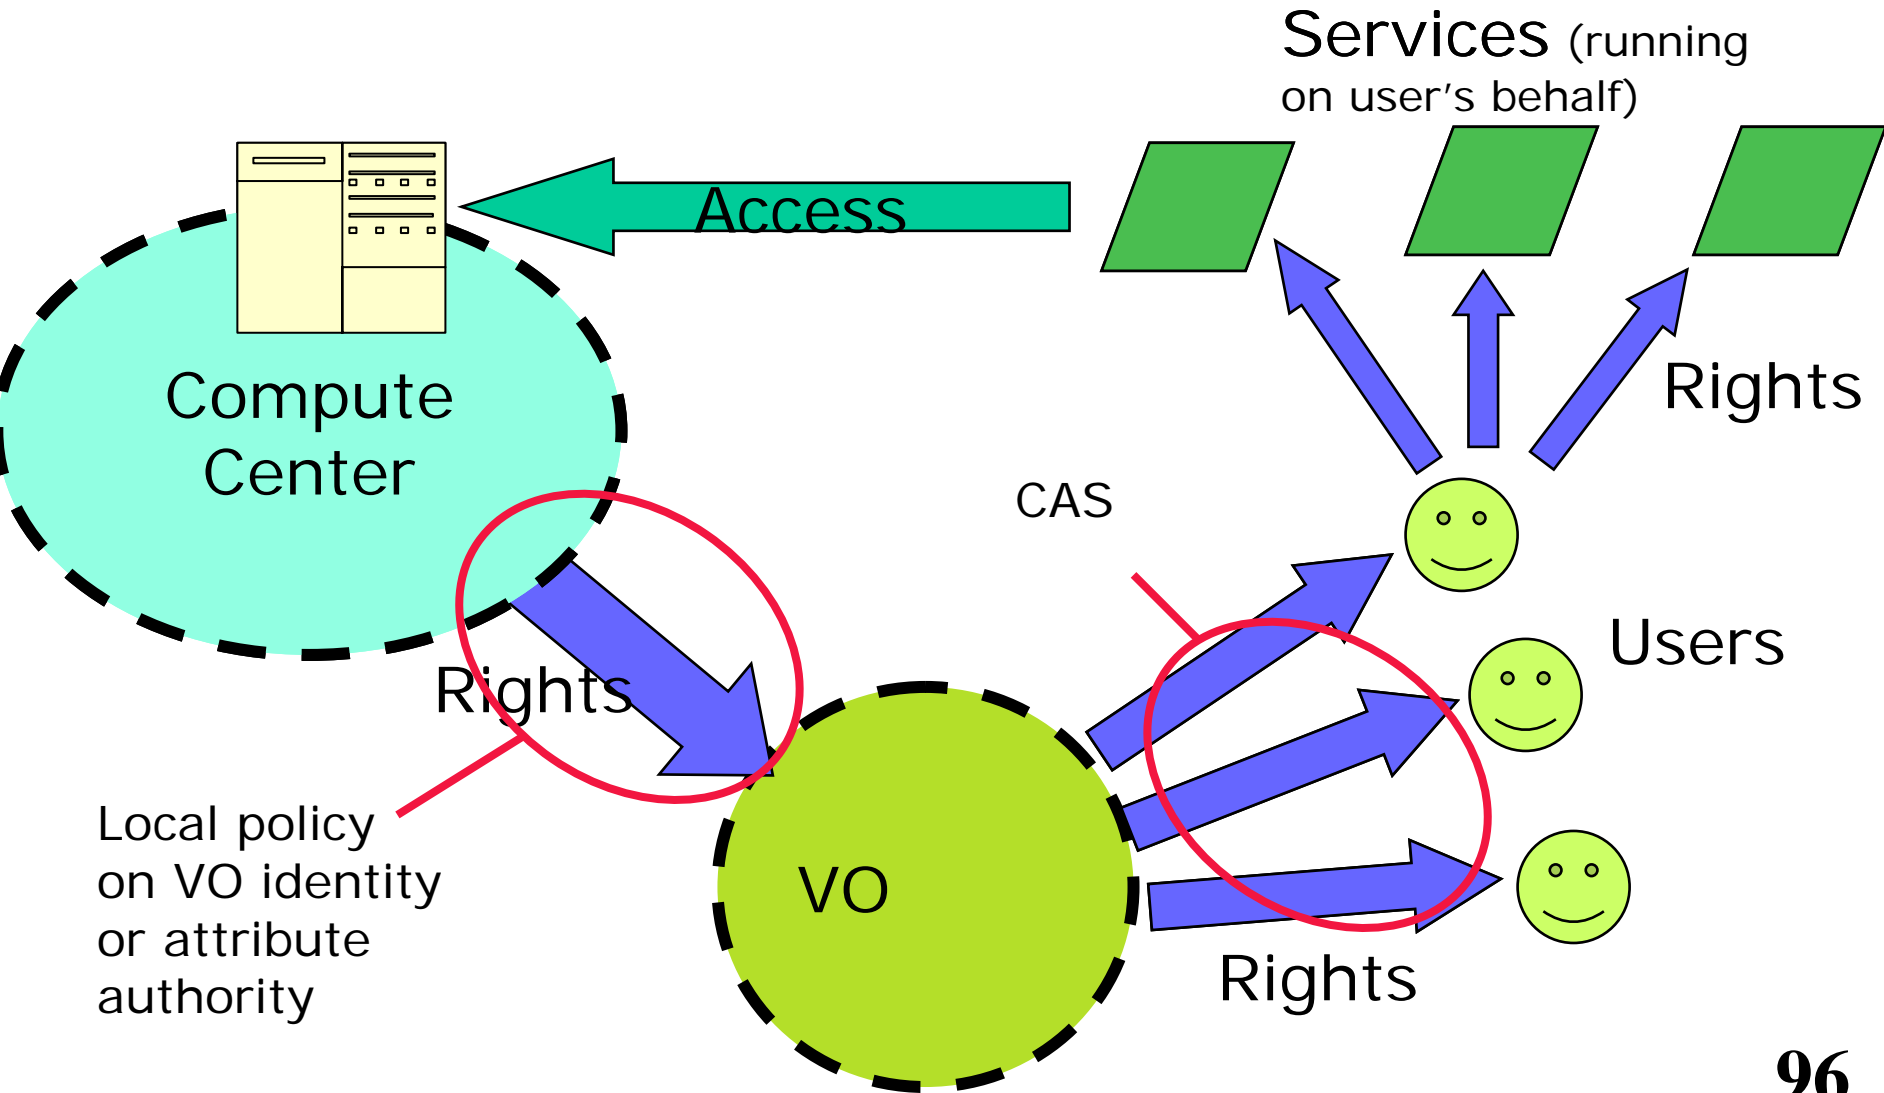 Services (running
on user's behalf)
Access
Compute
Center
Rights
CAS
Users
Rights
Local policy
on VO identity
or attribute
authority
VO
Rights
96